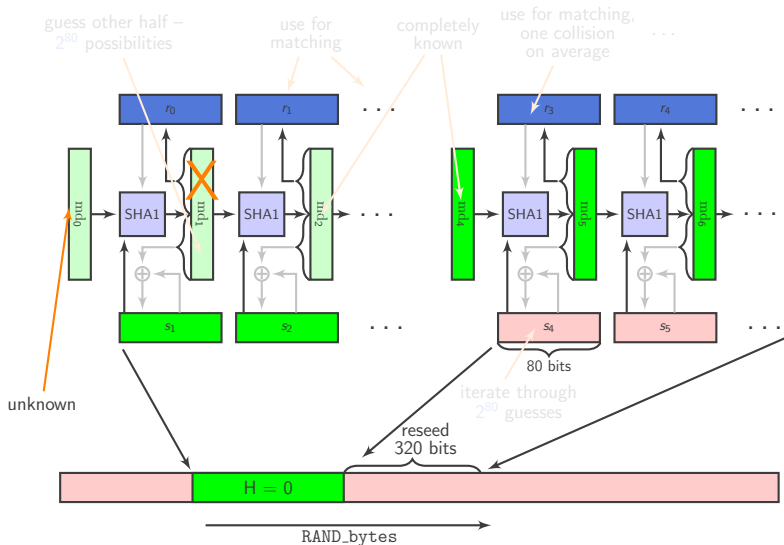 guess other half –
2^80 possibilities
use for
matching
completely
known
use for matching,
one collision
on average
· · ·
r0
r1
· · ·
r3
r4
· · ·
md0
SHA1
md1
SHA1
md2
· · ·
md4
SHA1
md5
SHA1
md6
· · ·
⊕
⊕
⊕
⊕
s1
s2
· · ·
s4
s5
· · ·
80 bits
unknown
iterate through
2^80 guesses
reseed
320 bits
H = 0
RAND_bytes